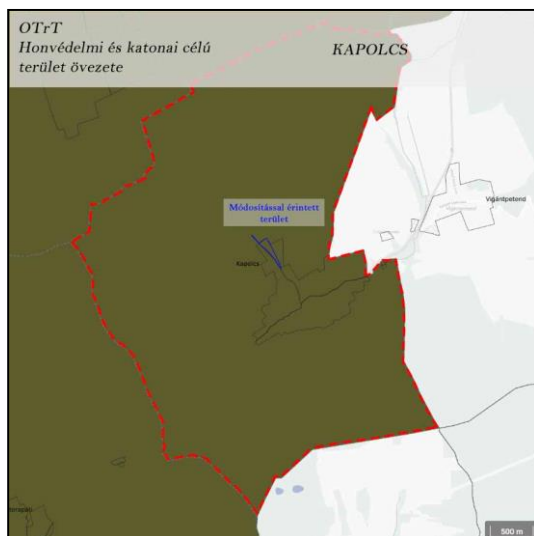 OTrT
Honvédelmi és katonai célú
terület övezete
KAPOLCS
Módosítással érintett
terület
Vigántpetend
Kapolcs
500 m